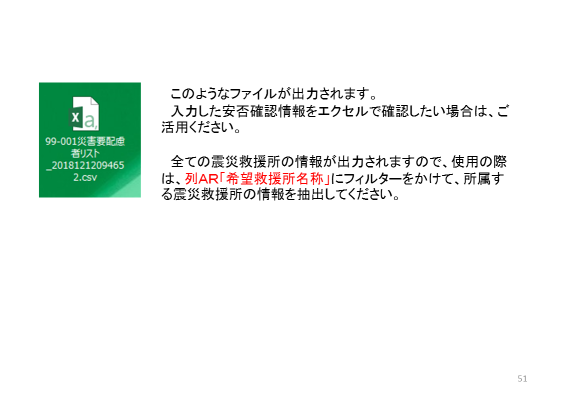 このようなファイルが出力されます。
入力した安否確認情報をエクセルで確認したい場合は、ご
活用ください。
全ての震災救援所の情報が出力されますので、使用の際
は、列AR「希望救援所名称」にフィルターをかけて、所属す
る震災救援所の情報を抽出してください。
99-001災害要配慮
者リスト
_2018121209465
2.csv
51